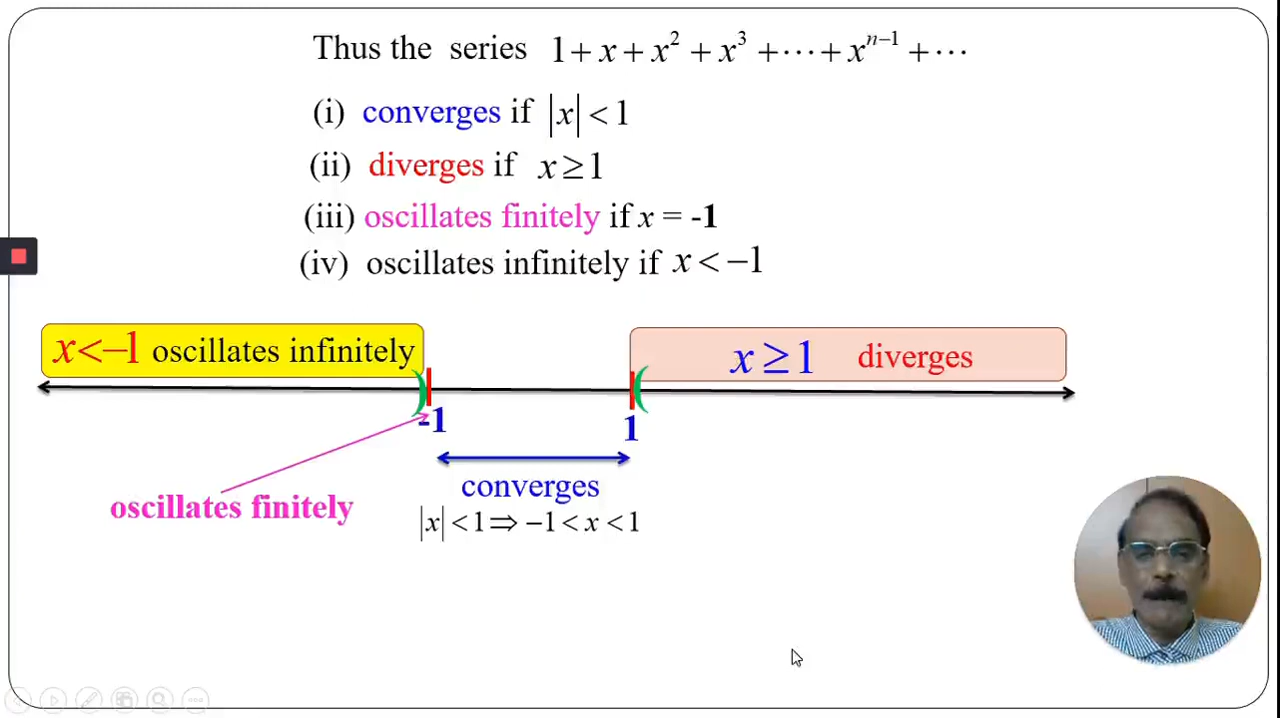 Thus the series 1 + x + x² + x³ + ⋯ + xⁿ⁻¹ + ⋯
(i) converges if |x| < 1
(ii) diverges if x ≥ 1
(iii) oscillates finitely if x = -1
(iv) oscillates infinitely if x < −1
x<−1 oscillates infinitely
x ≥ 1 diverges
) (
-1 1
converges
oscillates finitely
|x| < 1 ⇒ −1 < x < 1